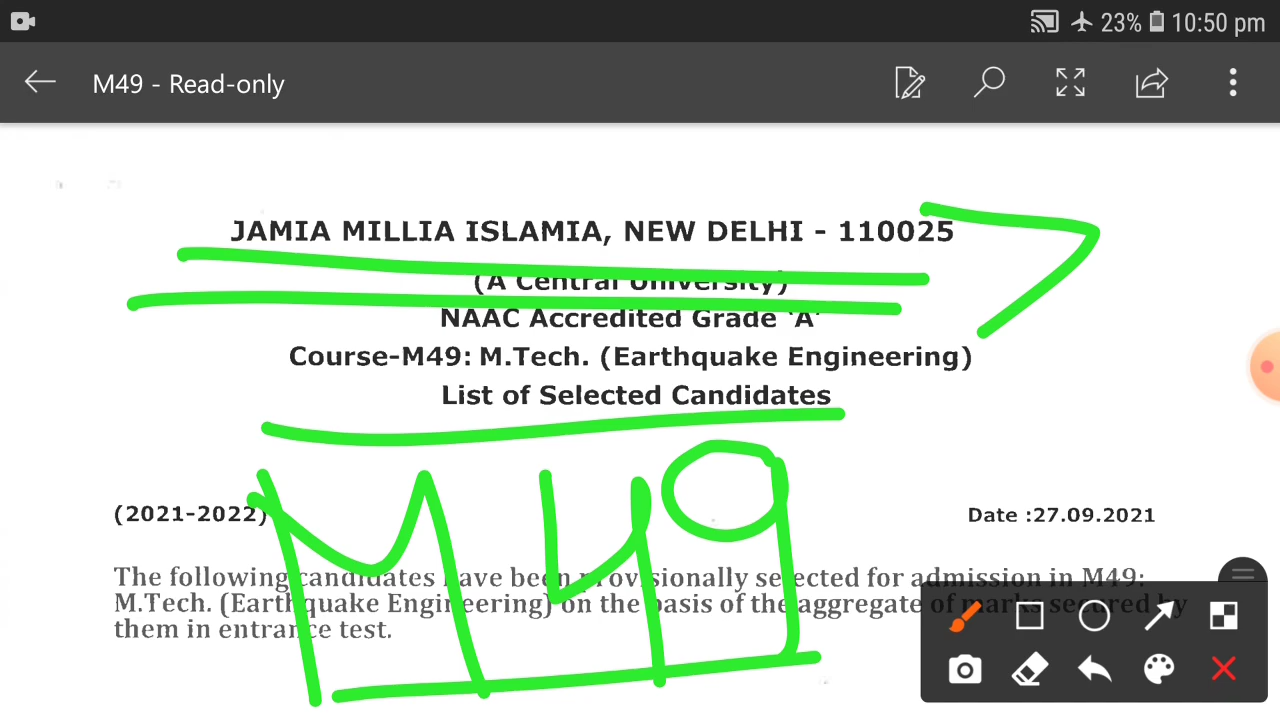 23% 10:50 pm
M49 - Read-only
JAMIA MILLIA ISLAMIA, NEW DELHI - 110025
(A Central University)
NAAC Accredited Grade 'A'
Course-M49: M.Tech. (Earthquake Engineering)
List of Selected Candidates
M49
(2021-2022)
Date :27.09.2021
The following candidates have been provisionally selected for admission in M49:
M.Tech. (Earthquake Engineering) on the basis of the aggregate of marks secured by
them in entrance test.